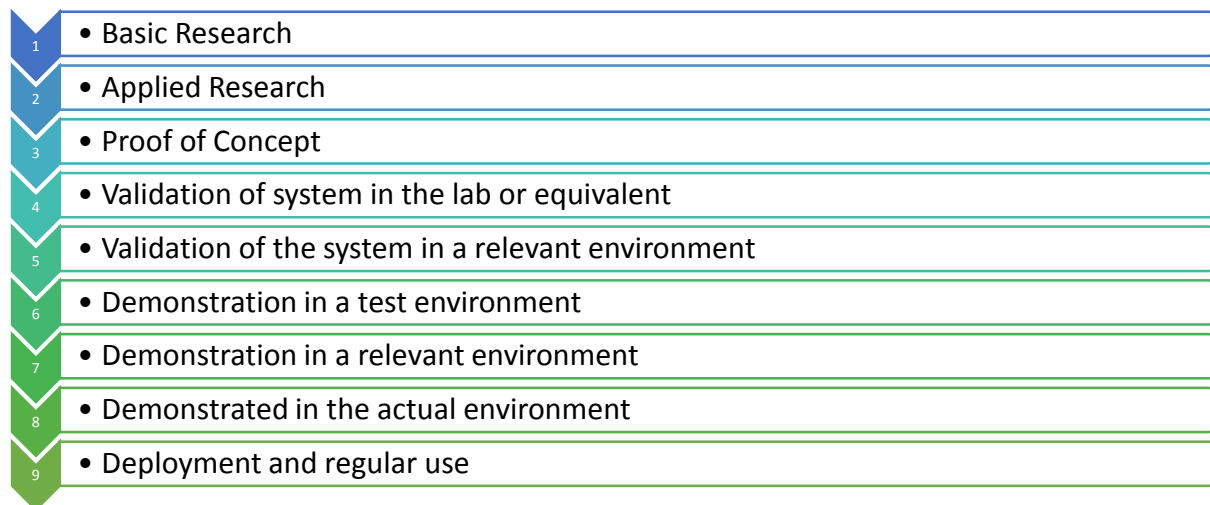 1 • Basic Research
2 • Applied Research
3 • Proof of Concept
4 • Validation of system in the lab or equivalent
5 • Validation of the system in a relevant environment
6 • Demonstration in a test environment
7 • Demonstration in a relevant environment
8 • Demonstrated in the actual environment
9 • Deployment and regular use